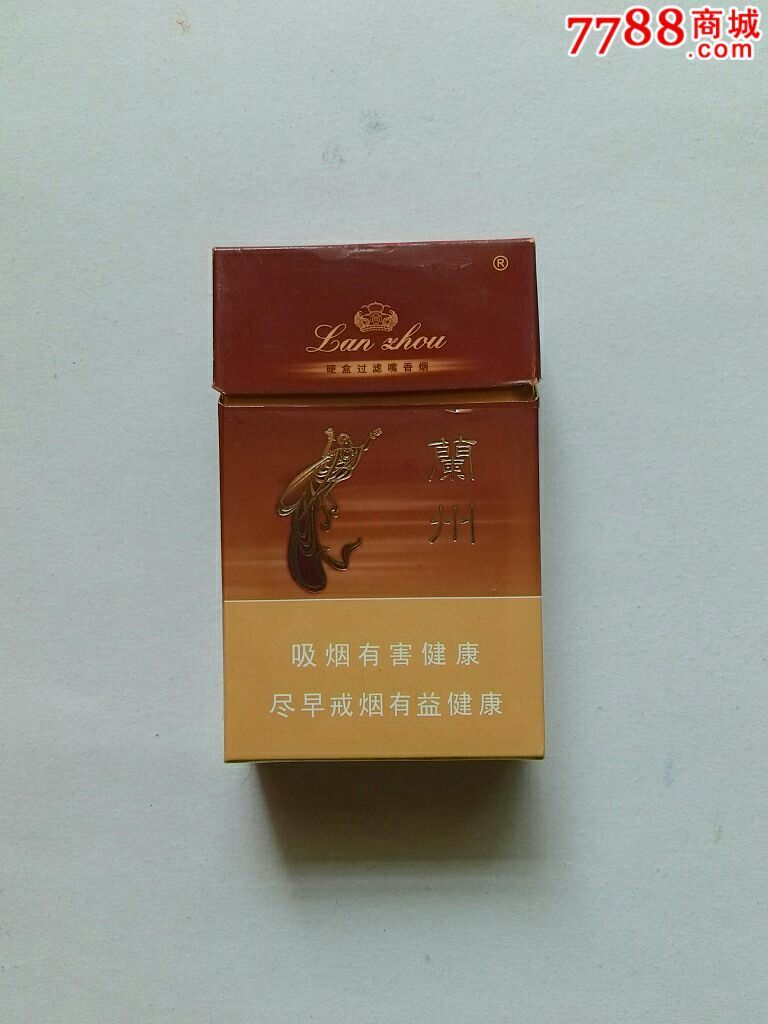 7788商城
.com
®
Lan zhou
硬盒过滤嘴香烟
蘭
州
吸烟有害健康
尽早戒烟有益健康